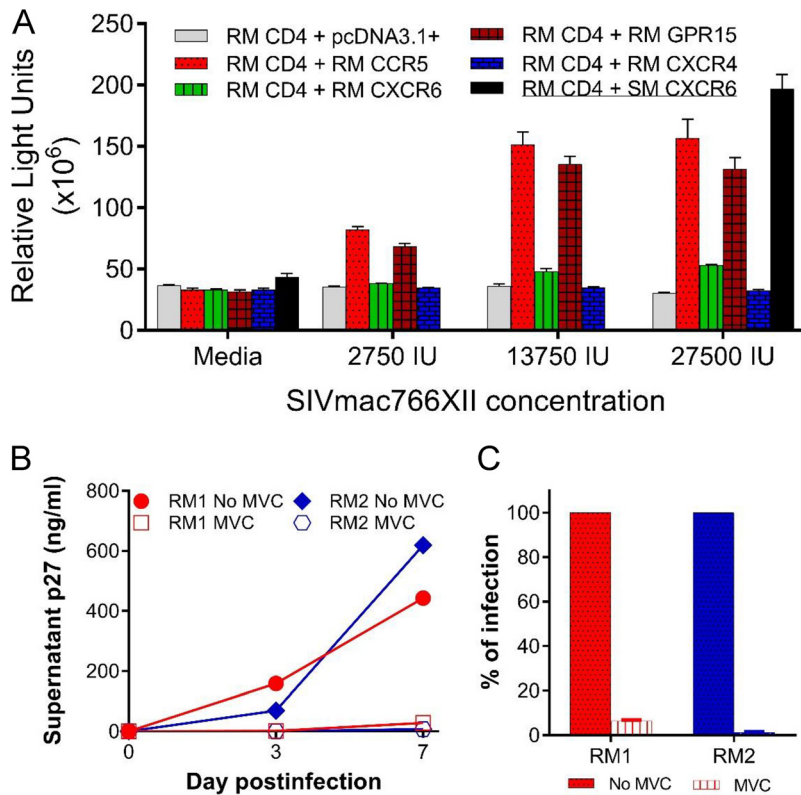 A
RM CD4 + pcDNA3.1+
RM CD4 + RM GPR15
RM CD4 + RM CCR5
RM CD4 + RM CXCR4
RM CD4 + RM CXCR6
RM CD4 + SM CXCR6
Relative Light Units
(x10⁶)
250
200
150
100
50
0
Media
2750 IU
13750 IU
27500 IU
SIVmac766XII concentration
B
RM1 No MVC
RM2 No MVC
RM1 MVC
RM2 MVC
Supernatant p27 (ng/ml)
800
600
400
200
0
0
3
7
Day postinfection
C
% of infection
100
80
60
40
20
0
RM1
RM2
No MVC
MVC